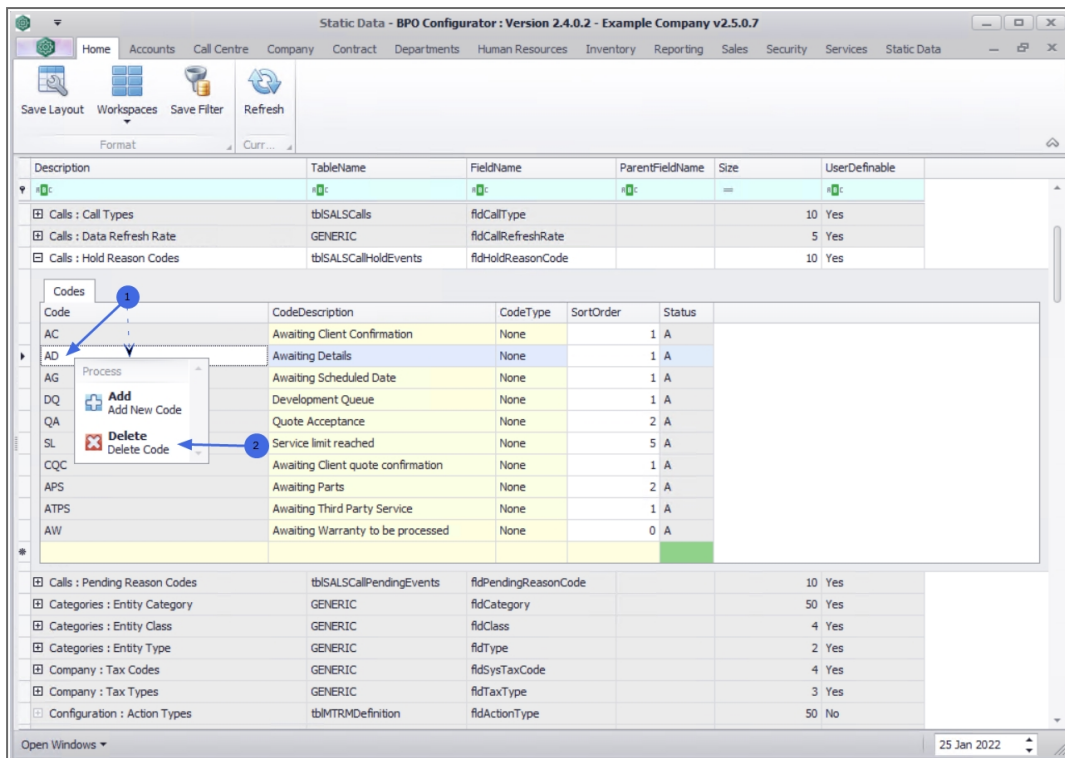 Static Data - BPO Configurator : Version 2.4.0.2 - Example Company v2.5.0.7
Home Accounts Call Centre Company Contract Departments Human Resources Inventory Reporting Sales Security Services Static Data
Save Layout Workspaces Save Filter Refresh
Format Curr...
Description TableName FieldName ParentFieldName Size UserDefinable
ABC ABC ABC ABC = ABC
Calls : Call Types tblSALSCalls fldCallType 10 Yes
Calls : Data Refresh Rate GENERIC fldCallRefreshRate 5 Yes
Calls : Hold Reason Codes tblSALSCallHoldEvents fldHoldReasonCode 10 Yes
Codes
1
Code CodeDescription CodeType SortOrder Status
AC Awaiting Client Confirmation None 1 A
AD Awaiting Details None 1 A
AG Awaiting Scheduled Date None 1 A
DQ Development Queue None 1 A
QA Quote Acceptance None 2 A
SL Service limit reached None 5 A
CQC Awaiting Client quote confirmation None 1 A
APS Awaiting Parts None 2 A
ATPS Awaiting Third Party Service None 1 A
AW Awaiting Warranty to be processed None 0 A
Process
Add
Add New Code
Delete
Delete Code
2
Calls : Pending Reason Codes tblSALSCallPendingEvents fldPendingReasonCode 10 Yes
Categories : Entity Category GENERIC fldCategory 50 Yes
Categories : Entity Class GENERIC fldClass 4 Yes
Categories : Entity Type GENERIC fldType 2 Yes
Company : Tax Codes GENERIC fldSysTaxCode 4 Yes
Company : Tax Types GENERIC fldTaxType 3 Yes
Configuration : Action Types tblMTRMDefinition fldActionType 50 No
Open Windows 25 Jan 2022